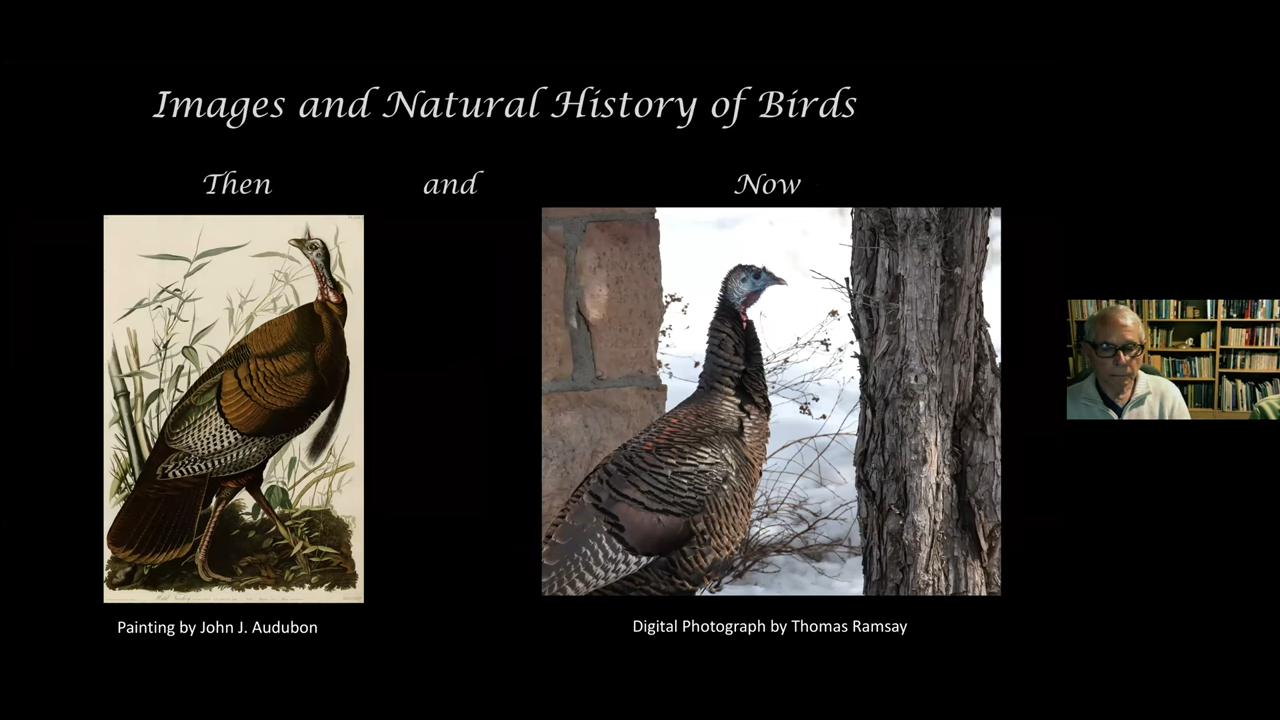 Images and Natural History of Birds
Then and Now
Painting by John J. Audubon
Digital Photograph by Thomas Ramsay